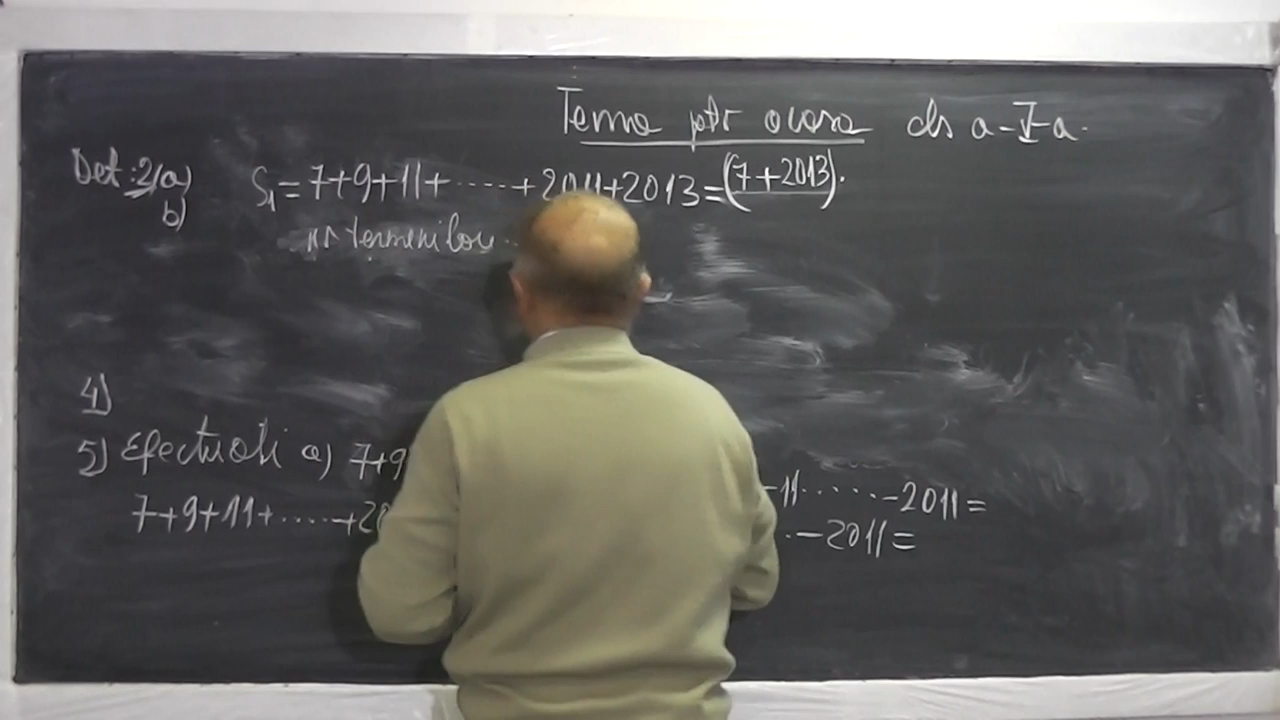 Tema ptr acasa cls a-V-a.
Det: 2/a) S₁=7+9+11+.....+2011+2013=(7+2013).
b)
nr termenilor..
4)
5) Efectuati a) 7+9 -11......-2011=
7+9+11+......+20 .-2011=